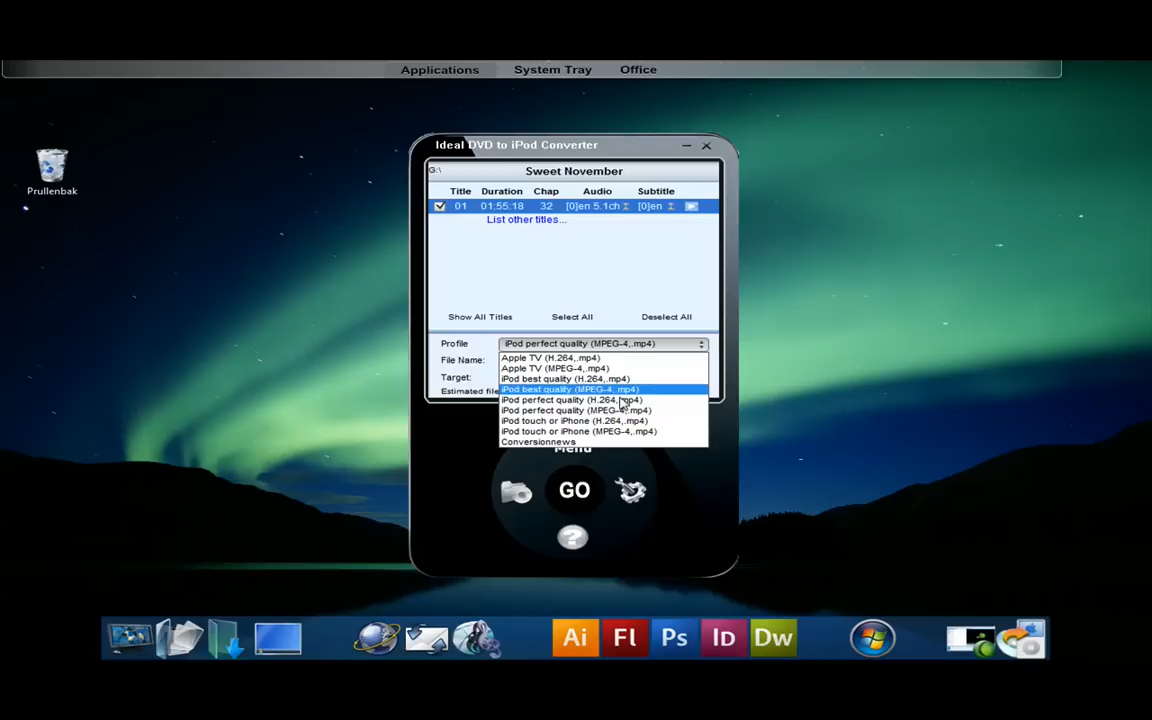 Applications System Tray Office
Prullenbak
Ideal DVD to iPod Converter
G:\ Sweet November
Title Duration Chap Audio Subtitle
01 01:55:18 32 [0]en 5.1ch [0]en
List other titles...
Show All Titles Select All Deselect All
Profile iPod perfect quality (MPEG-4,.mp4)
File Name:
Target:
Estimated file
Apple TV (H.264,.mp4)
Apple TV (MPEG-4,.mp4)
iPod best quality (H.264,.mp4)
iPod best quality (MPEG-4,.mp4)
iPod perfect quality (H.264,.mp4)
iPod perfect quality (MPEG-4,.mp4)
iPod touch or iPhone (H.264,.mp4)
iPod touch or iPhone (MPEG-4,.mp4)
Conversionnews
Menu
GO
?
Ai Fl Ps Id Dw